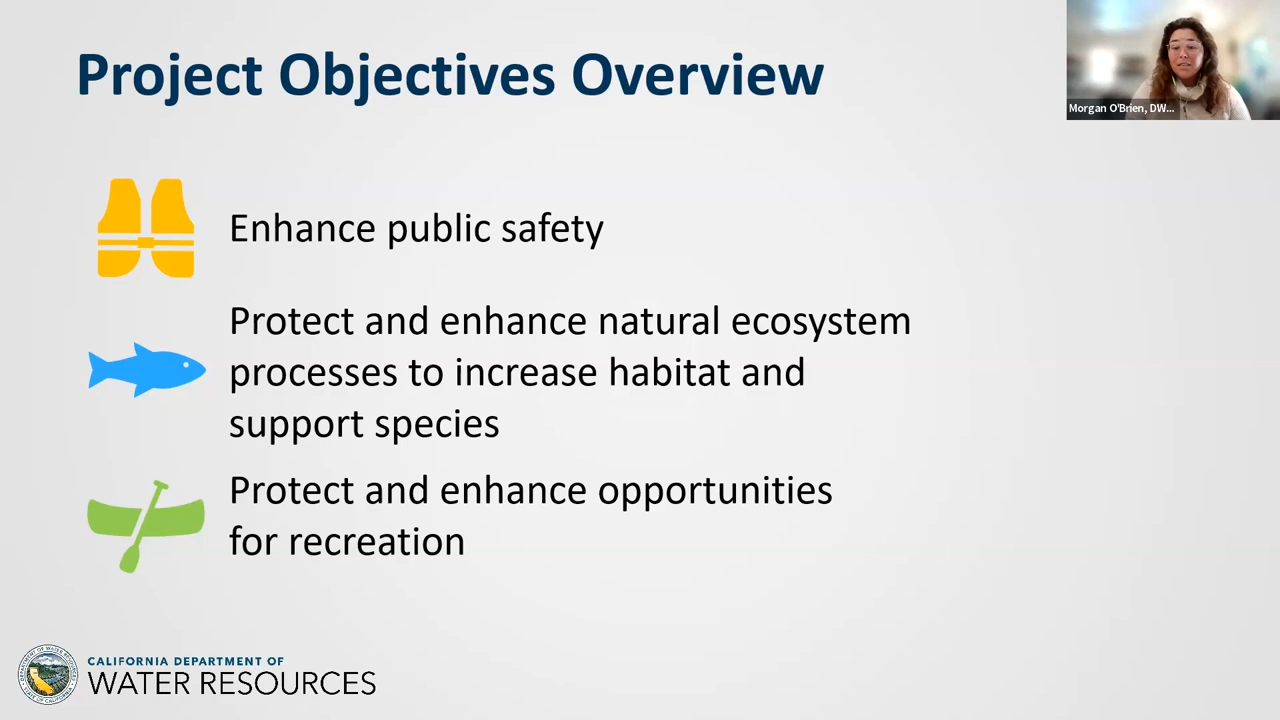 Project Objectives Overview
Morgan O'Brien, DW...
Enhance public safety
Protect and enhance natural ecosystem
processes to increase habitat and
support species
Protect and enhance opportunities
for recreation
CALIFORNIA DEPARTMENT OF
WATER RESOURCES